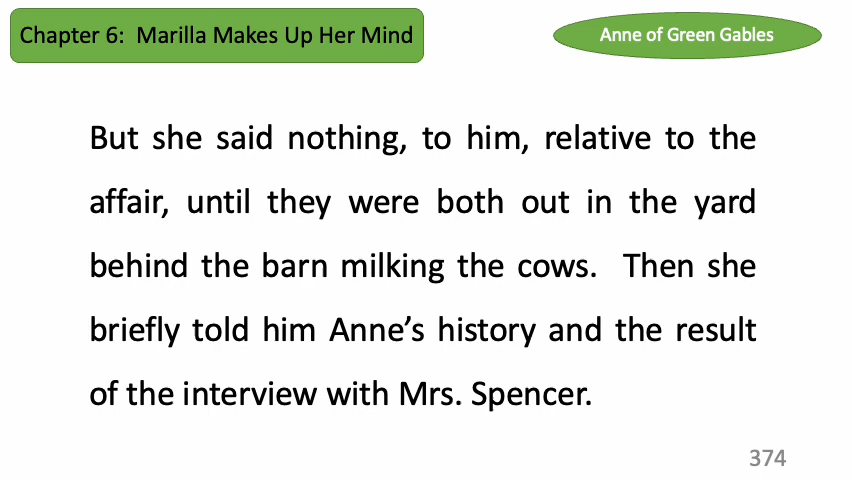 Chapter 6:  Marilla Makes Up Her Mind
Anne of Green Gables
But she said nothing, to him, relative to the
affair, until they were both out in the yard
behind the barn milking the cows.  Then she
briefly told him Anne’s history and the result
of the interview with Mrs. Spencer.
374